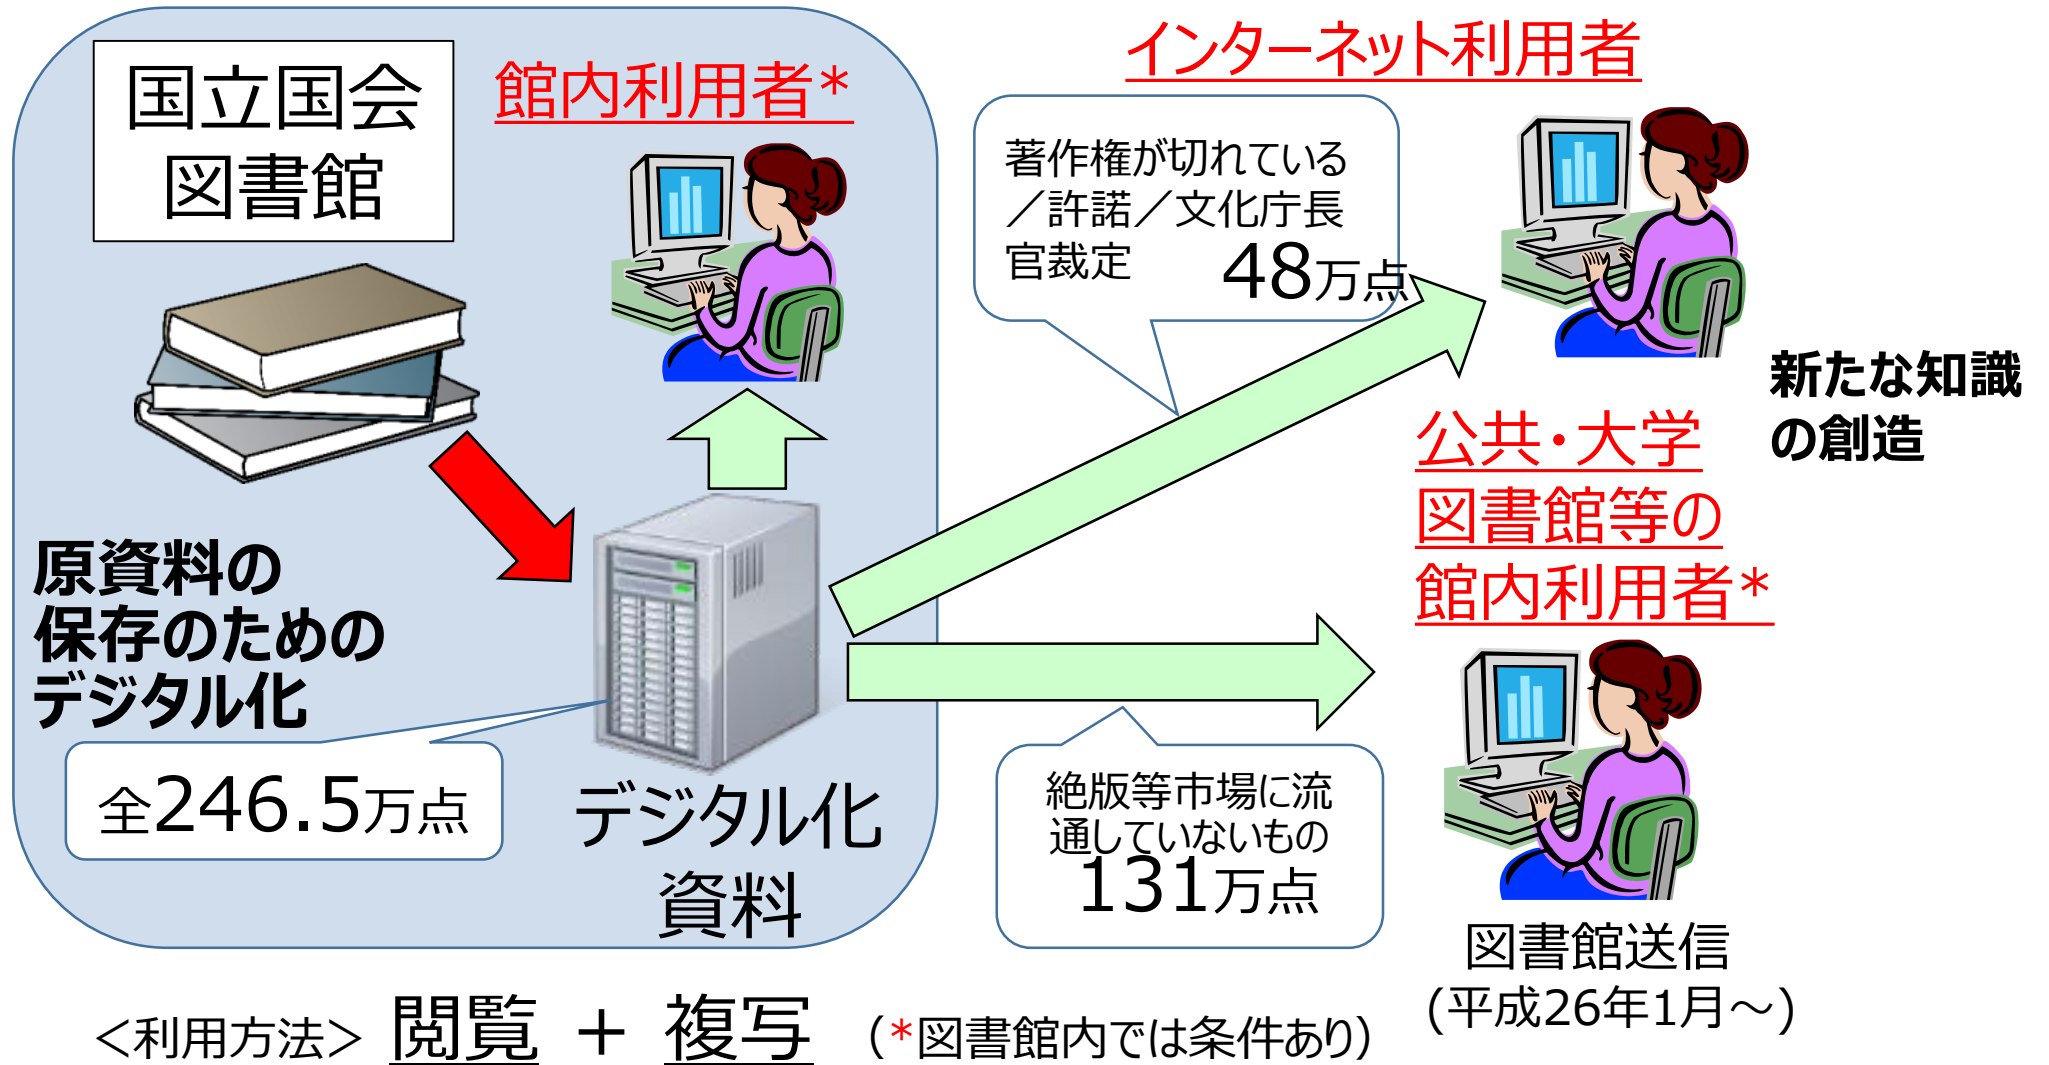 国立国会
図書館
館内利用者*
原資料の
保存のための
デジタル化
全246.5万点
デジタル化
資料
インターネット利用者
著作権が切れている
／許諾／文化庁長
官裁定 48万点
新たな知識
の創造
公共・大学
図書館等の
館内利用者*
絶版等市場に流
通していないもの
131万点
図書館送信
(平成26年1月～)
＜利用方法＞ 閲覧 ＋ 複写 （*図書館内では条件あり）